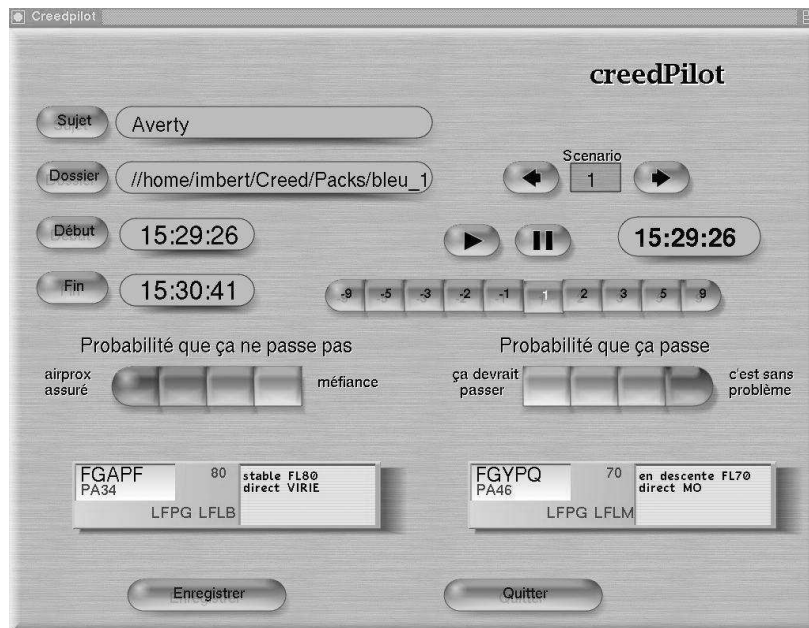 Creedpilot
creedPilot
Sujet
Averty
Dossier
//home/imbert/Creed/Packs/bleu_1
Scenario
1
Début
15:29:26
15:29:26
Fin
15:30:41
-9 -5 -3 -2 -1 1 2 3 5 9
Probabilité que ça ne passe pas
airprox
assuré
méfiance
Probabilité que ça passe
ça devrait
passer
c'est sans
problème
FGAPF
PA34
80
LFPG LFLB
stable FL80
direct VIRIE
FGYPQ
PA46
70
LFPG LFLM
en descente FL70
direct MO
Enregistrer
Quitter